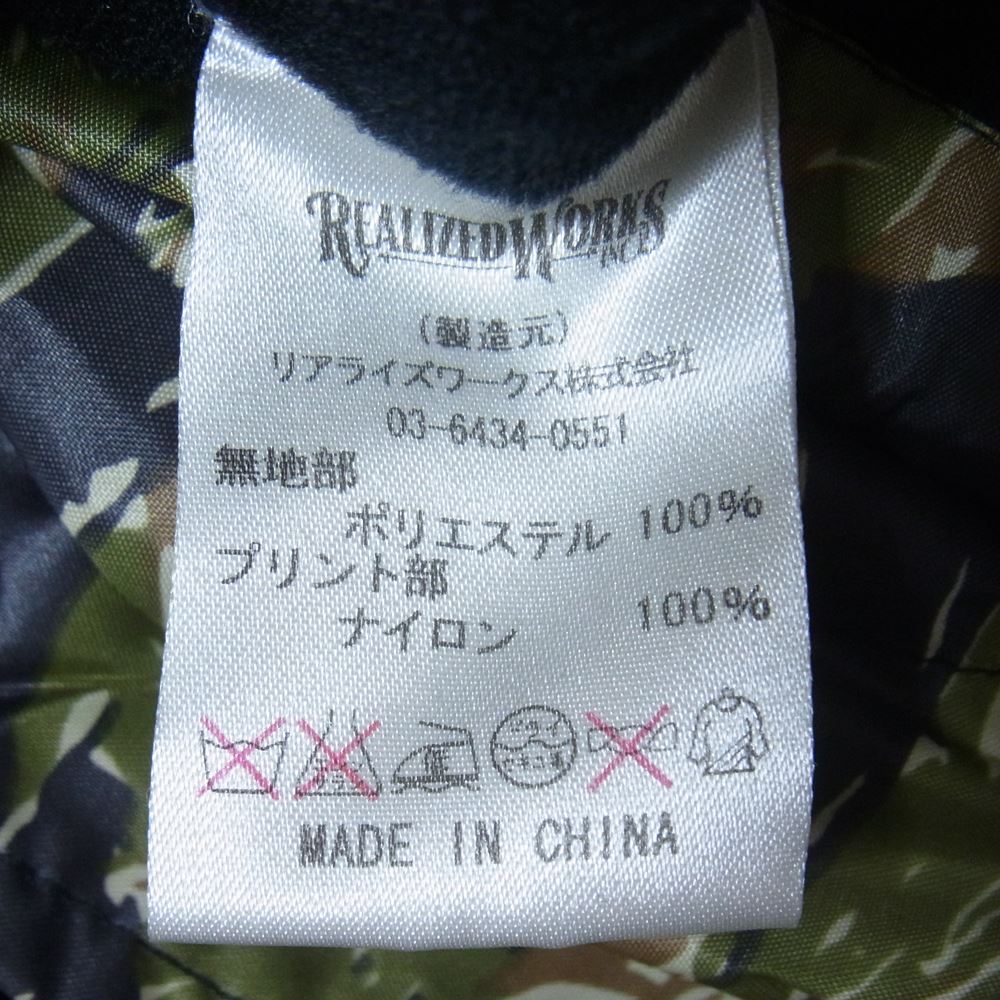 REALIZED WORKS
INC.
(製造元)
リアライズワークス株式会社
03-6434-0551
無地部
ポリエステル 100%
プリント部
ナイロン 100%
MADE IN CHINA